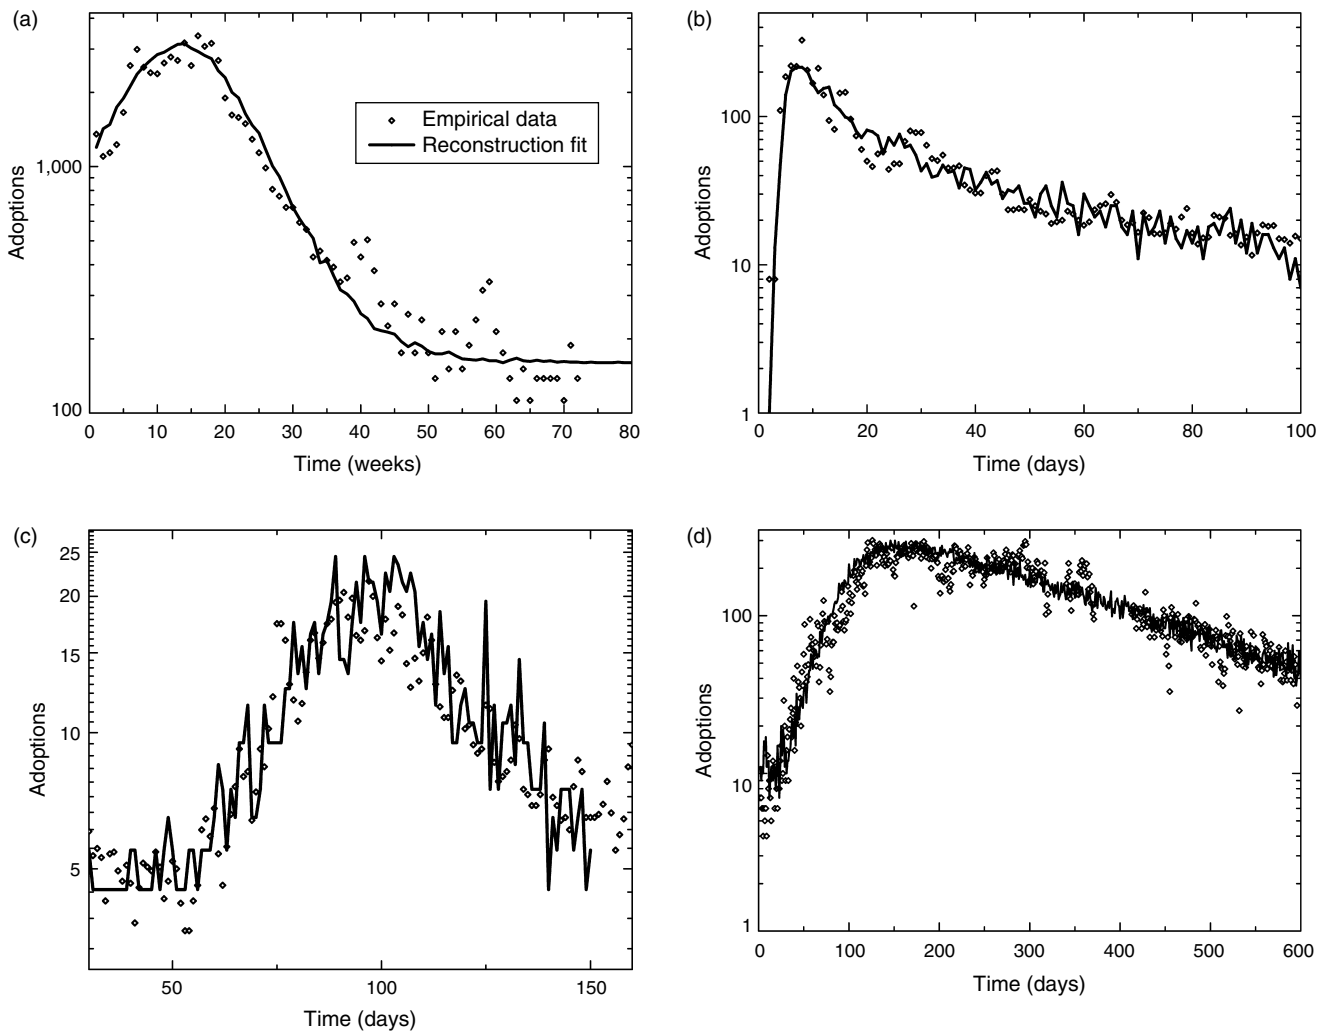 (a)
1,000
100
Adoptions
0 10 20 30 40 50 60 70 80
Time (weeks)
Empirical data
Reconstruction fit
(b)
100
10
1
Adoptions
0 20 40 60 80 100
Time (days)
(c)
25
20
15
10
5
Adoptions
50 100 150
Time (days)
(d)
100
10
1
Adoptions
0 100 200 300 400 500 600
Time (days)